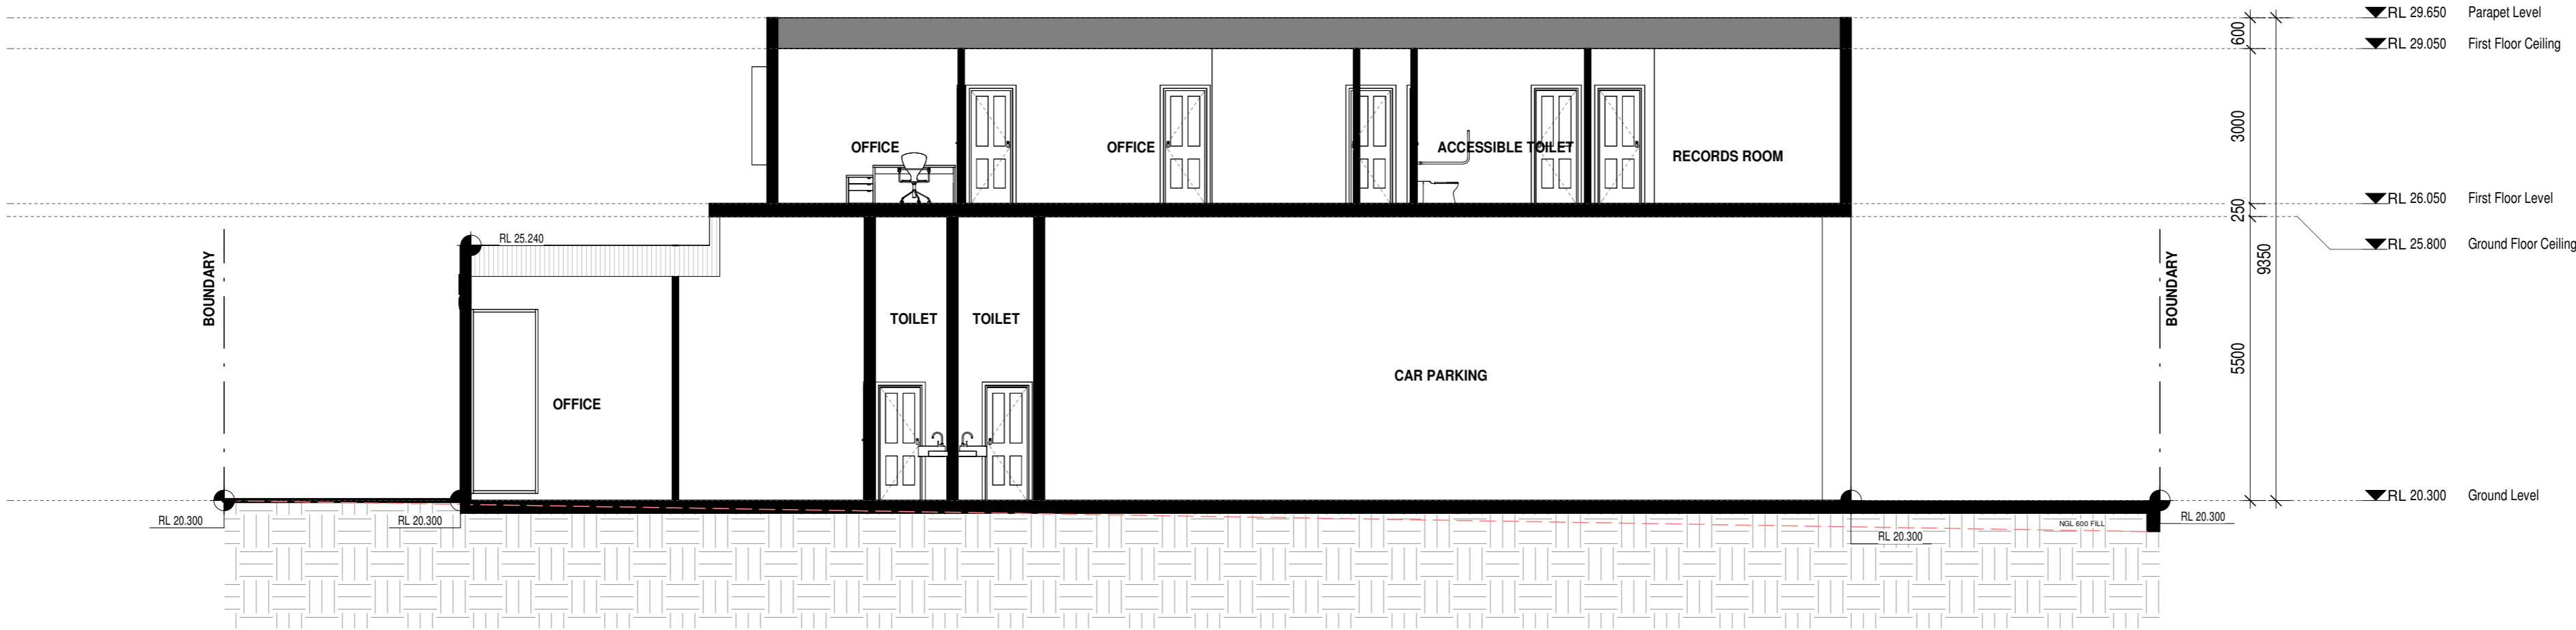 RL 29.650 Parapet Level
600
RL 29.050 First Floor Ceiling
3000
OFFICE
OFFICE
ACCESSIBLE TOILET
RECORDS ROOM
RL 26.050 First Floor Level
250
RL 25.240
RL 25.800 Ground Floor Ceiling
9350
BOUNDARY
BOUNDARY
TOILET
TOILET
5500
CAR PARKING
OFFICE
RL 20.300 Ground Level
RL 20.300
RL 20.300
RL 20.300
NGL 600 FILL
RL 20.300